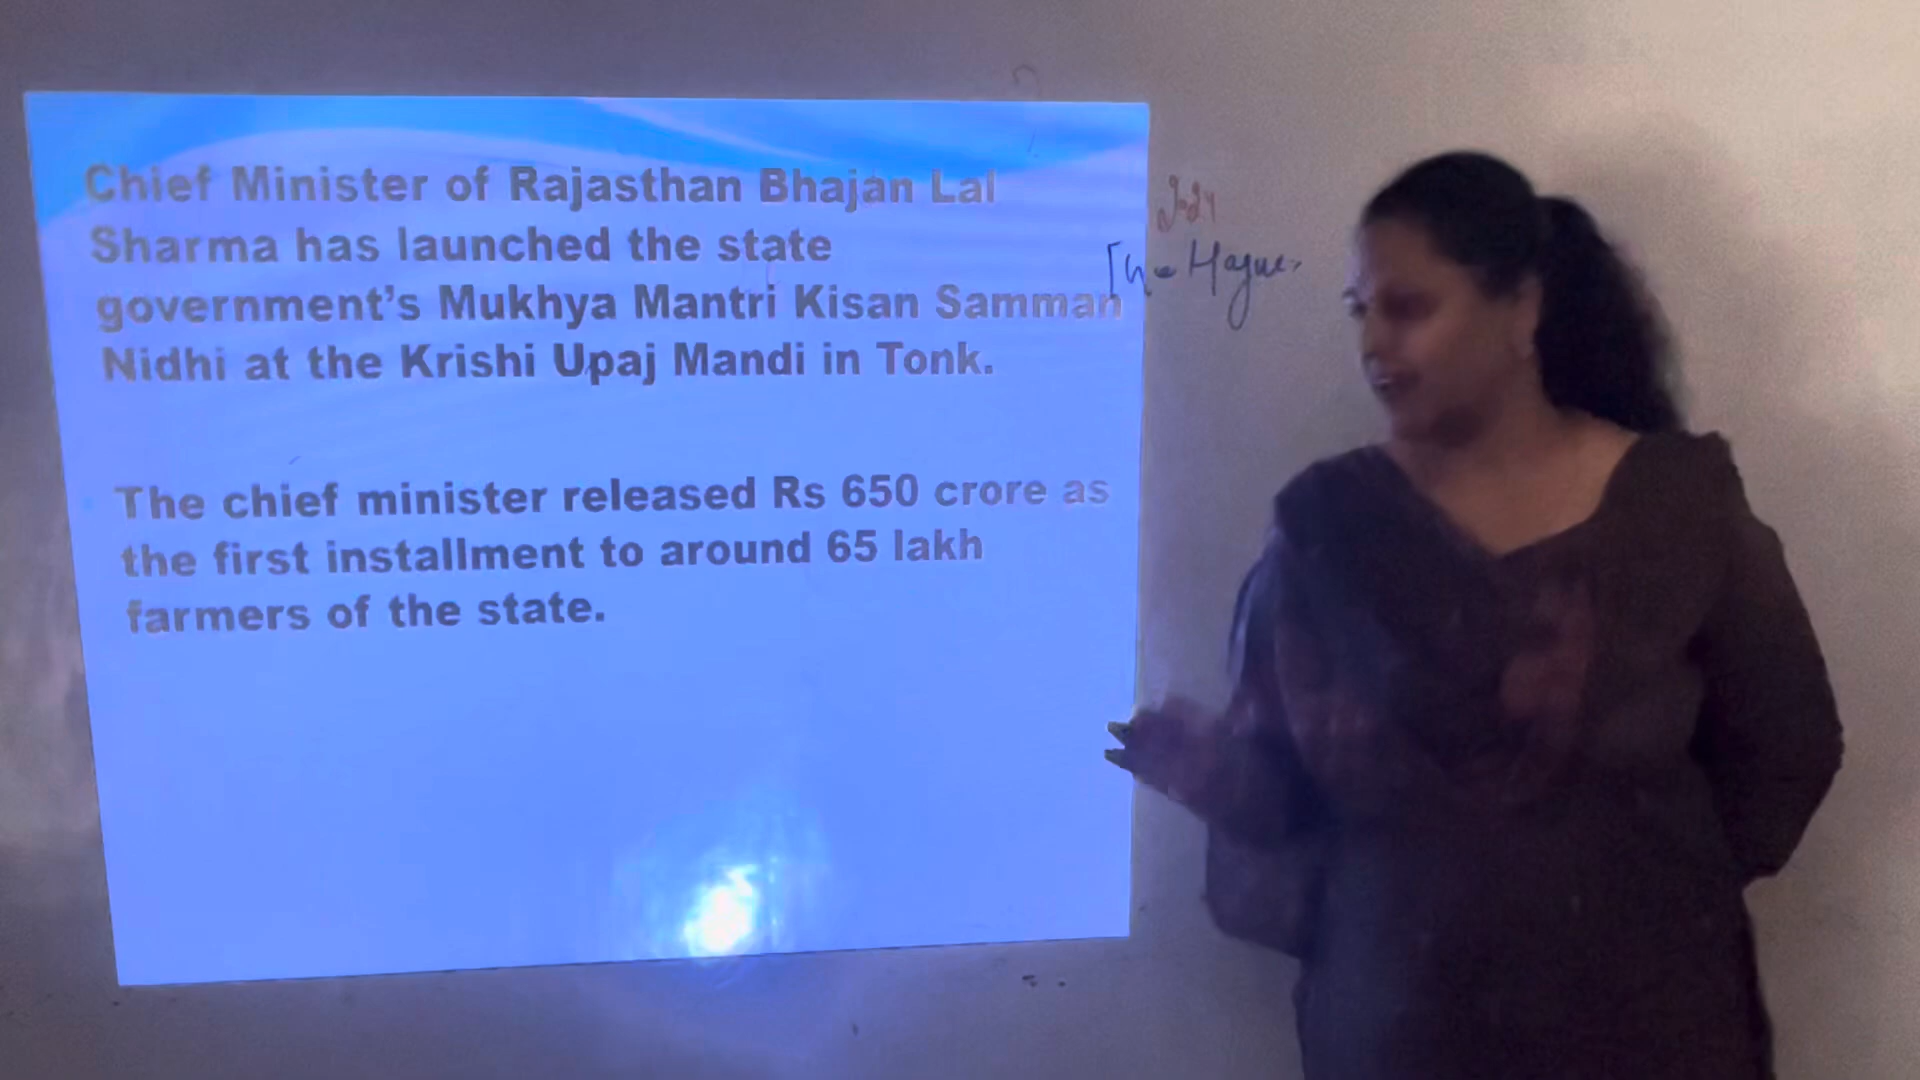 Chief Minister of Rajasthan Bhajan Lal
Sharma has launched the state
government's Mukhya Mantri Kisan Samman
Nidhi at the Krishi Upaj Mandi in Tonk.
The chief minister released Rs 650 crore as
the first installment to around 65 lakh
farmers of the state.
The Hague